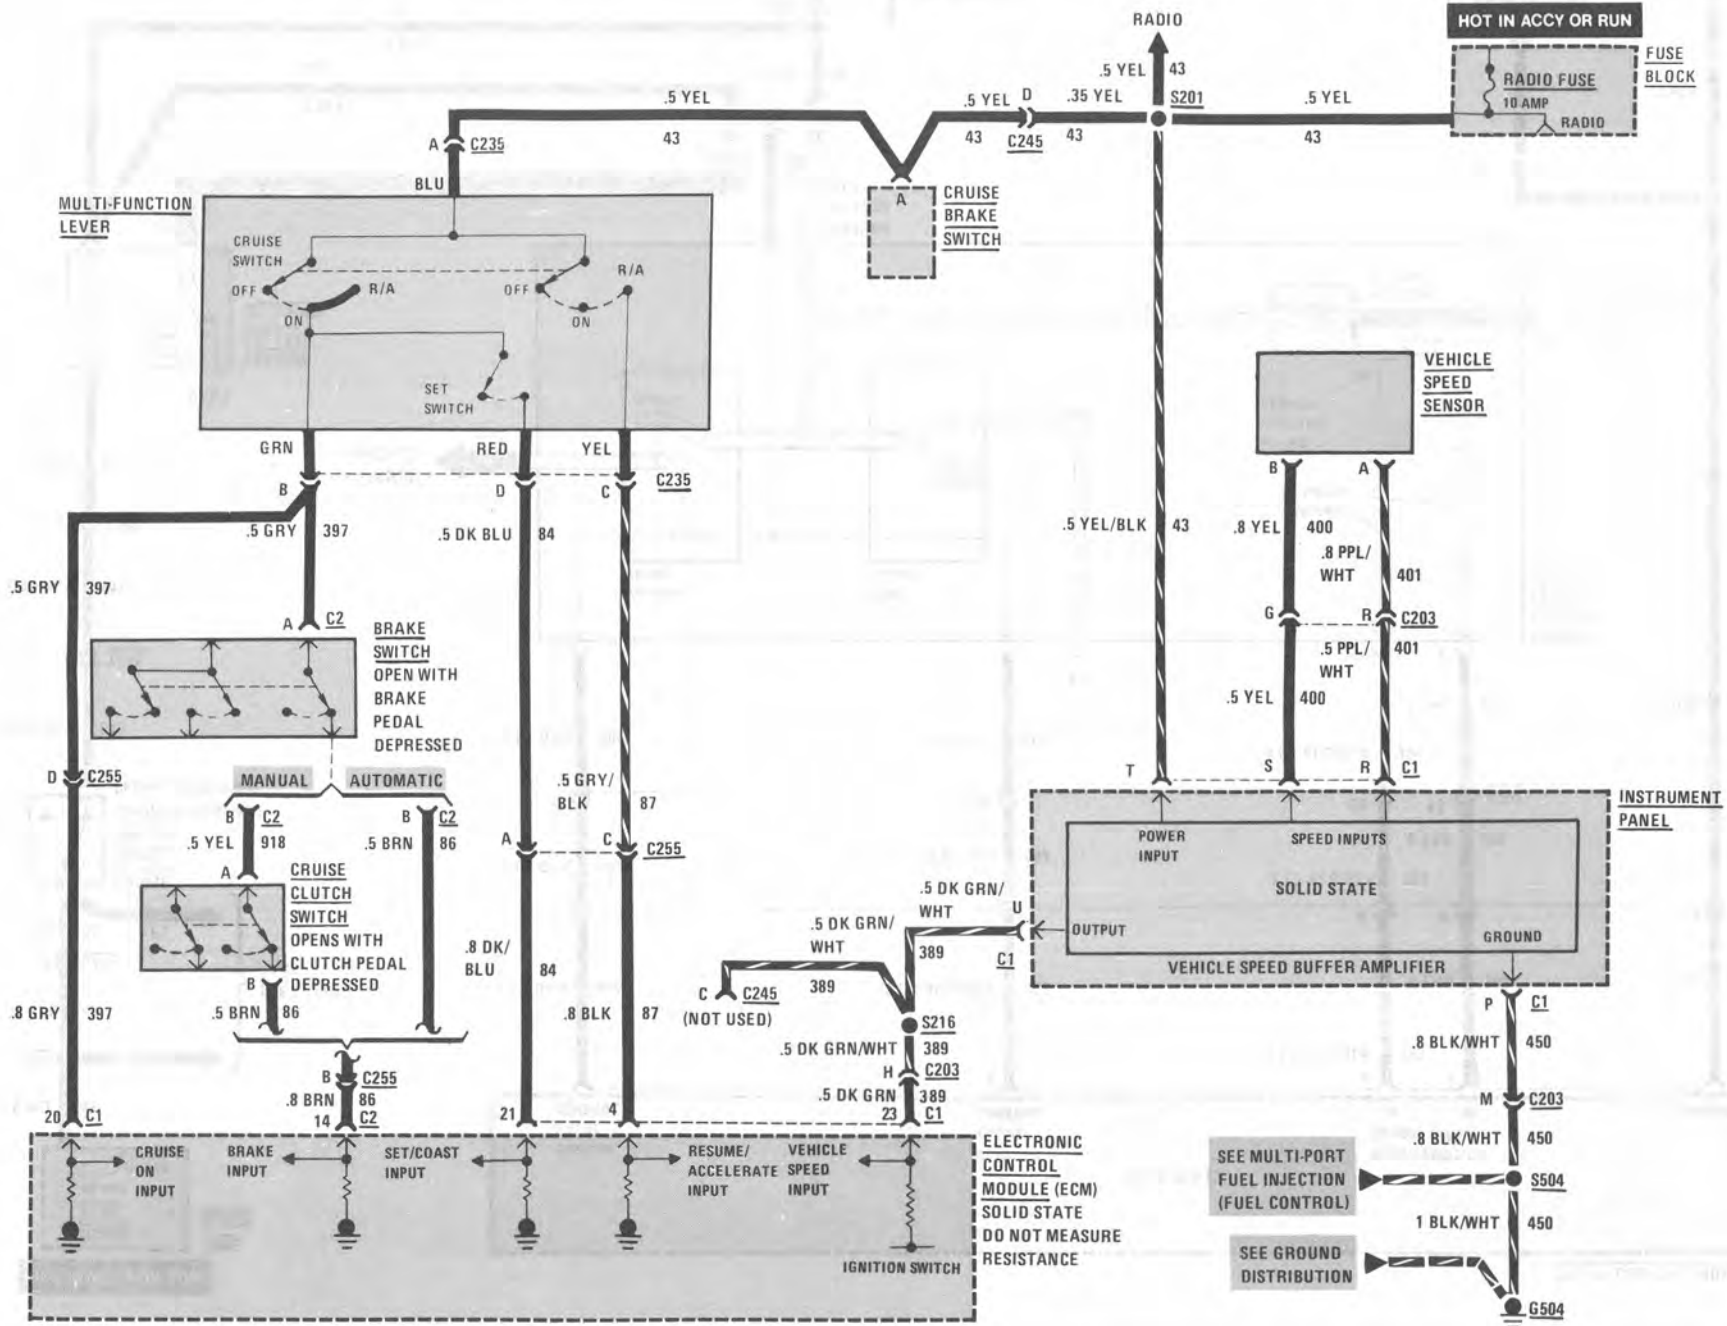 RADIO
HOT IN ACCY OR RUN
FUSE
BLOCK
RADIO FUSE
10 AMP
RADIO
.5 YEL 43
S201
.5 YEL
43
.35 YEL
43
D
C245
.5 YEL
43
.5 YEL
43
A C235
BLU
A
CRUISE
BRAKE
SWITCH
MULTI-FUNCTION
LEVER
CRUISE
SWITCH
OFF
ON
R/A
OFF
ON
R/A
SET
SWITCH
GRN
RED
YEL
B
D
C
C235
.5 GRY 397
.5 DK BLU 84
.5 GRY 397
A C2
BRAKE
SWITCH
OPEN WITH
BRAKE
PEDAL
DEPRESSED
D C255
MANUAL
AUTOMATIC
B C2
B C2
.5 YEL 918
.5 BRN 86
A
CRUISE
CLUTCH
SWITCH
OPENS WITH
CLUTCH PEDAL
DEPRESSED
B
.5 BRN 86
.8 GRY 397
B C255
.8 BRN 86
.5 GRY/
BLK 87
A
C
C255
.8 DK/
BLU 84
.8 BLK 87
VEHICLE
SPEED
SENSOR
B
A
.5 YEL/BLK 43
.8 YEL 400
.8 PPL/
WHT 401
G
R C203
.5 PPL/
WHT 401
.5 YEL 400
T
S
R C1
INSTRUMENT
PANEL
POWER
INPUT
SPEED INPUTS
SOLID STATE
OUTPUT
GROUND
VEHICLE SPEED BUFFER AMPLIFIER
.5 DK GRN/
WHT
389
U
C1
.5 DK GRN/
WHT
389
C C245
(NOT USED)
S216
.5 DK GRN/WHT 389
H C203
.5 DK GRN 389
P C1
.8 BLK/WHT 450
M C203
.8 BLK/WHT 450
SEE MULTI-PORT
FUEL INJECTION
(FUEL CONTROL)
S504
1 BLK/WHT 450
SEE GROUND
DISTRIBUTION
G504
20 C1
14 C2
21
4
23 C1
CRUISE
ON
INPUT
BRAKE
INPUT
SET/COAST
INPUT
RESUME/
ACCELERATE
INPUT
VEHICLE
SPEED
INPUT
IGNITION SWITCH
ELECTRONIC
CONTROL
MODULE (ECM)
SOLID STATE
DO NOT MEASURE
RESISTANCE